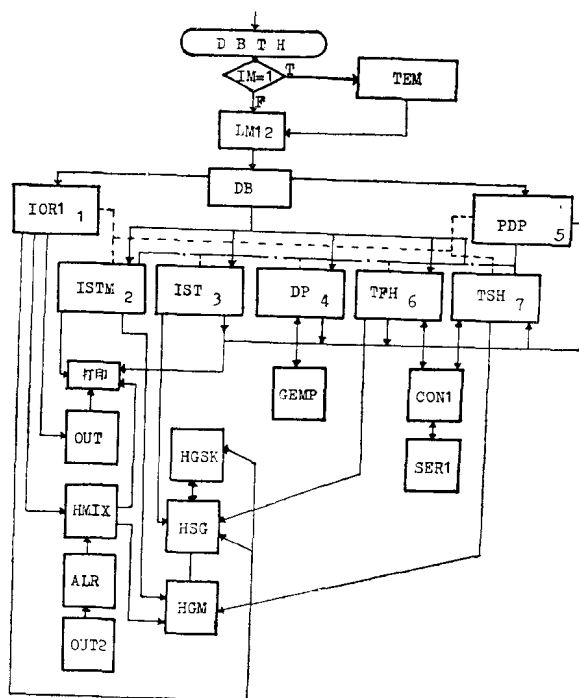 D B T H
IM=1 T
TEM
F
LM12
DB
IOR1 1
PDP 5
ISTM 2
IST 3
DP 4
TFH 6
TSH 7
打印
GEMP
CON1
OUT
HGSK
SER1
HMIX
HSG
ALR
HGM
OUT2